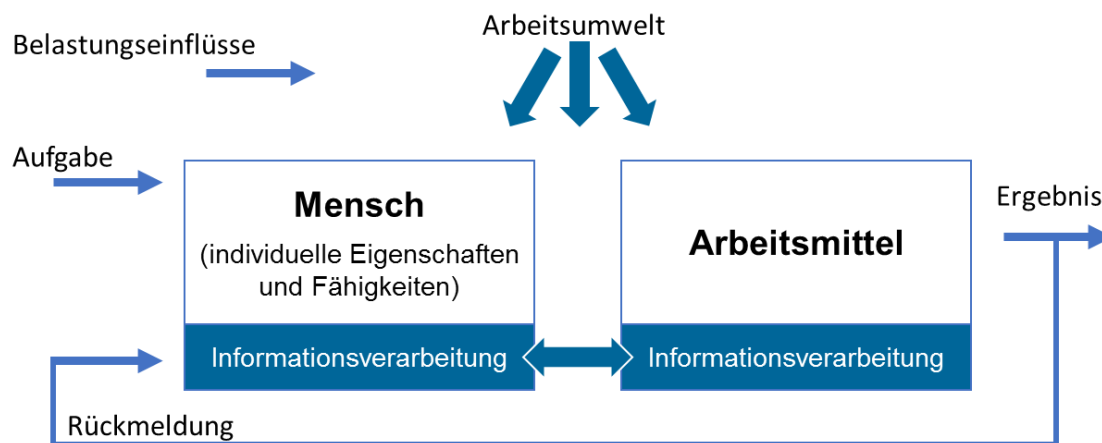 Arbeitsumwelt
Belastungseinflüsse
Aufgabe
Mensch
(individuelle Eigenschaften
und Fähigkeiten)
Arbeitsmittel
Ergebnis
Informationsverarbeitung
Informationsverarbeitung
Rückmeldung